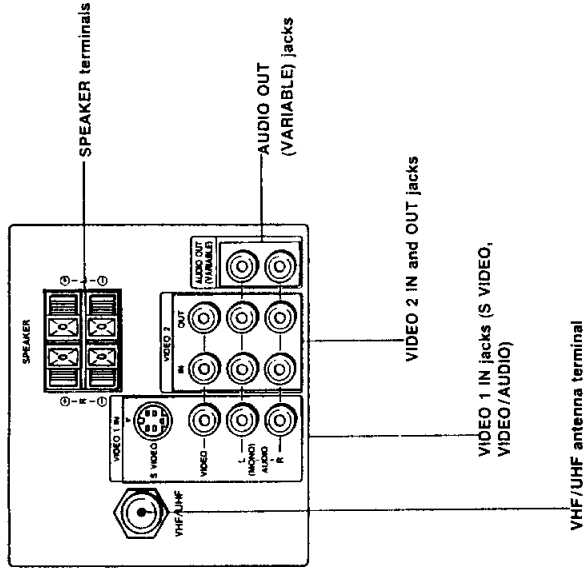 SPEAKER terminals
AUDIO OUT
(VARIABLE) jacks
VIDEO 2 IN and OUT jacks
VIDEO 1 IN jacks (S VIDEO,
VIDEO/AUDIO)
VHF/UHF antenna terminal
SPEAKER
⊕ – R – ⊖
⊕ – L – ⊖
VHF/UHF
VIDEO 1 IN
S VIDEO
VIDEO
L
(MONO)
AUDIO
R
VIDEO 2
IN
OUT
AUDIO OUT
(VARIABLE)